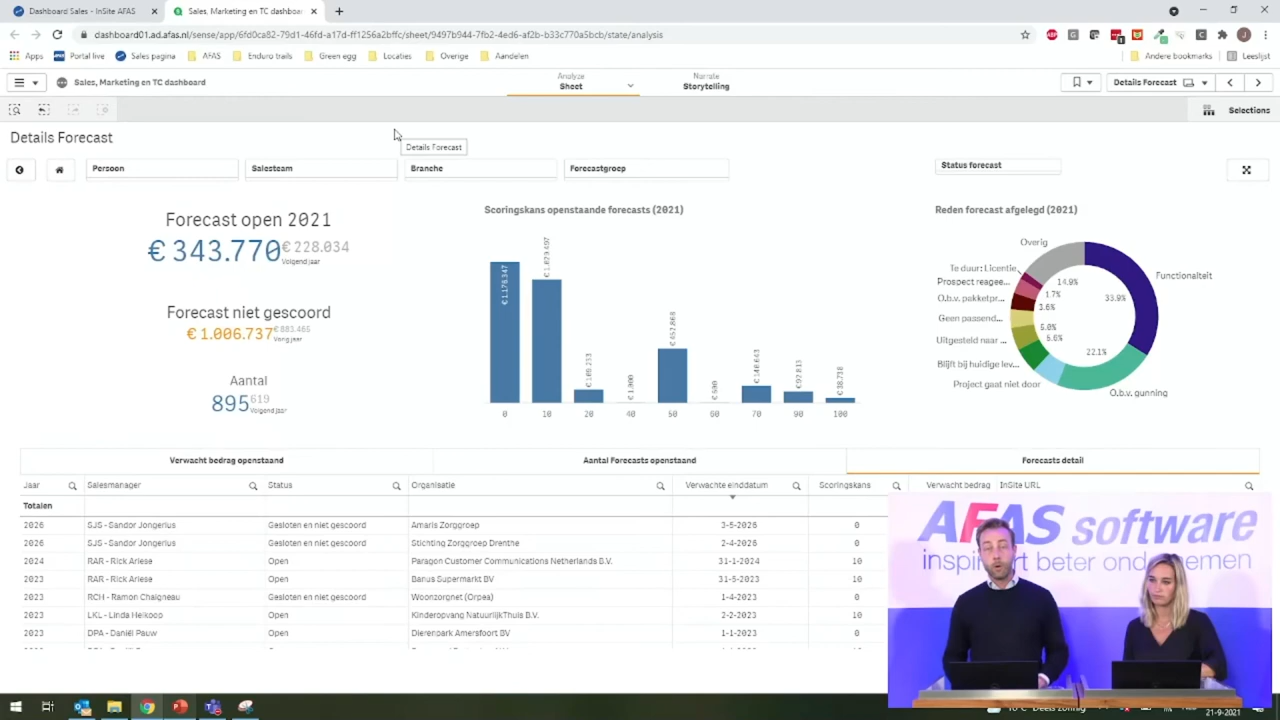 Dashboard Sales - InSite AFAS
Sales, Marketing en TC dashboar
dashboard01.ad.afas.nl/sense/app/6fd0ca82-79d1-46fd-a17d-ff1256a2bffc/sheet/9497b944-7fb2-4ed6-af2b-b33c770a5bcb/state/analysis
Apps
Portal live
Sales pagina
AFAS
Enduro trails
Green egg
Locaties
Overige
Aandelen
Andere bookmarks
Leeslijst
Sales, Marketing en TC dashboard
Analyze
Sheet
Narrate
Storytelling
Details Forecast
Selections
Details Forecast
Details Forecast
Persoon
Salesteam
Branche
Forecastgroep
Status forecast
Forecast open 2021
€ 343.770
€ 228.034
Volgend jaar
Forecast niet gescoord
€ 1.006.737
€ 883.466
Vorig jaar
Aantal
895
619
Volgend jaar
Scoringskans openstaande forecasts (2021)
0 10 20 40 50 60 70 90 100
Reden forecast afgelegd (2021)
Overig
Te duur: Licentie
Prospect reagee...
O.b.v. pakketpr...
Geen passend...
Uitgesteld naar ...
Blijft bij huidige lev...
Project gaat niet door
O.b.v. gunning
Functionaliteit
14.9%
1.7%
3.6%
5.0%
5.6%
22.1%
33.9%
Verwacht bedrag openstaand
Aantal Forecasts openstaand
Forecasts detail
Jaar Salesmanager Status Organisatie Verwachte einddatum Scoringskans Verwacht bedrag InSite URL
Totalen
2026 SJS - Sandor Jongerius Gesloten en niet gescoord Amaris Zorggroep 3-5-2026 0
2026 SJS - Sandor Jongerius Gesloten en niet gescoord Stichting Zorggroep Drenthe 2-4-2026 0
2024 RAR - Rick Ariese Open Paragon Customer Communications Netherlands B.V. 31-1-2024 10
2023 RAR - Rick Ariese Open Banus Supermarkt BV 31-5-2023 10
2023 RCH - Ramon Chaigneau Gesloten en niet gescoord Woonzorgnet (Orpea) 1-4-2023 0
2023 LKL - Linda Helkoop Open Kinderopvang NatuurlijkThuis B.V. 2-2-2023 10
2023 DPA - Daniël Pauw Open Dierenpark Amersfoort BV 1-1-2023 0
AFAS software
inspireert beter ondernemen
21-9-2021